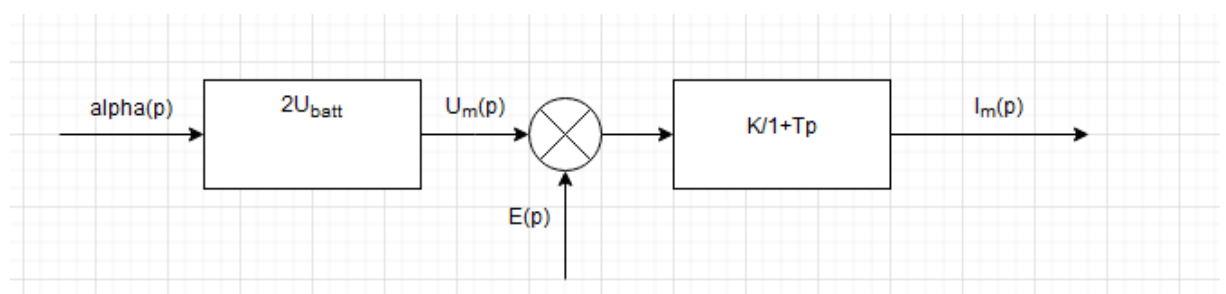 alpha(p)
2U_batt
U_m(p)
E(p)
K/1+Tp
I_m(p)